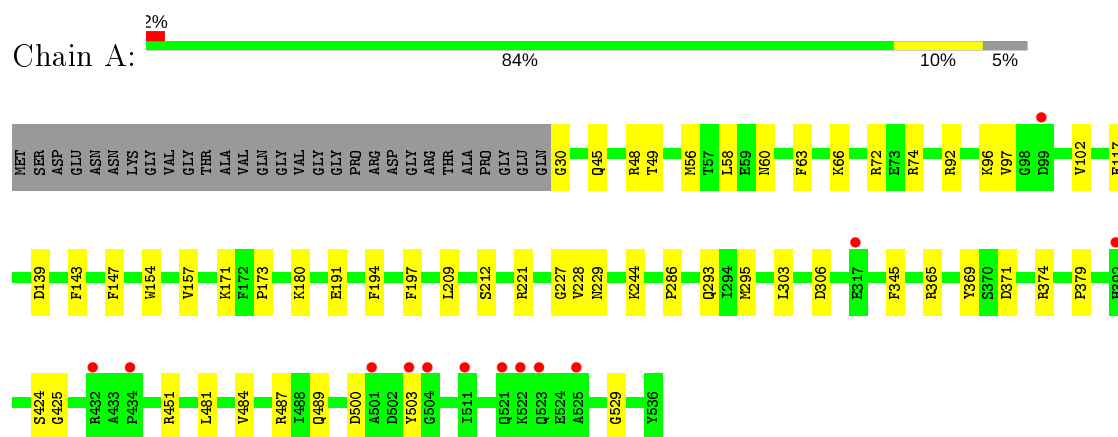 2%
Chain A:
84% 10% 5%
MET SER ASP GLU ASN ASN LYS GLY VAL GLY THR ALA VAL GLN GLY VAL GLY GLY PRO ARG ASP GLY ARG THR ALA PRO GLY GLU GLN G30 Q45 R48 T49 M56 T57 L58 E59 N60 F63 K66 R72 E73 R74 R92 K96 V97 G98 D99 V102
D139 F143 F147 W154 V157 K171 F172 P173 K180 E191 F194 F197 L209 S212 R221 G227 V228 N229 K244 P286 Q293 I294 M295 L303 D306 E317 F345 R365 Y369 S370 D371 R374 P379
S424 G425 R432 A433 P434 R451 L481 V484 R487 I488 Q489 D500 A501 D502 Y503 G504 I511 Q521 K522 Q523 E524 A525 G529 Y536